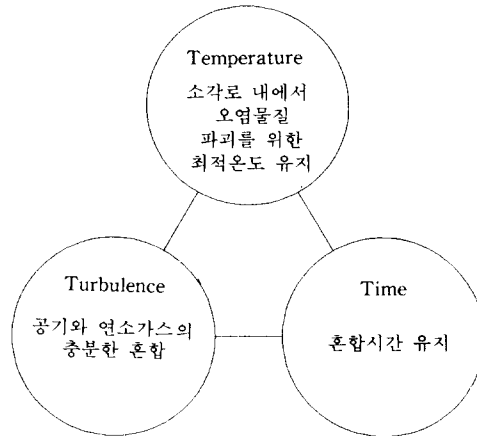 Temperature
소각로 내에서
오염물질
파괴를 위한
최적온도 유지
Turbulence
공기와 연소가스의
충분한 혼합
Time
혼합시간 유지